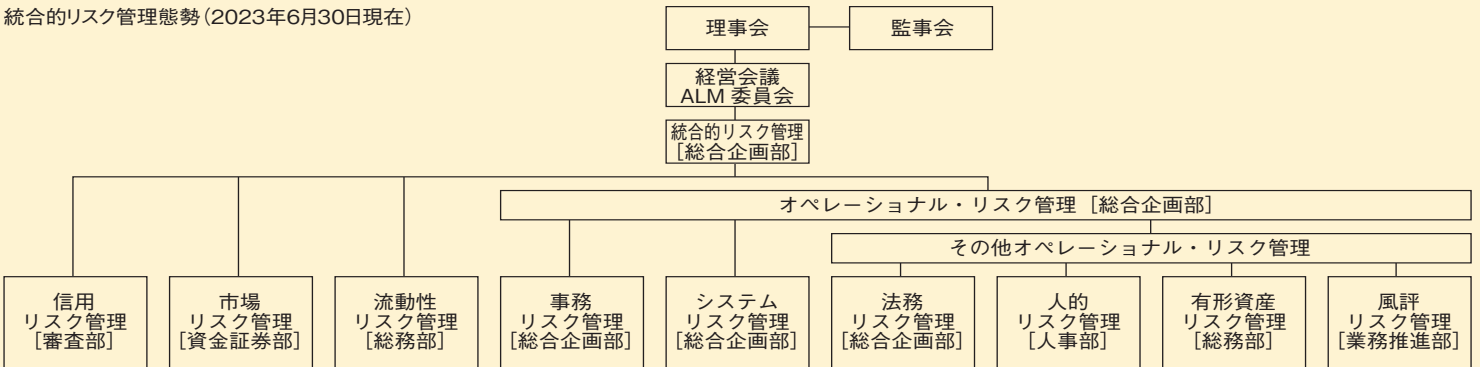 統合的リスク管理態勢（2023年6月30日現在）
理事会
監事会
経営会議
ALM 委員会
統合的リスク管理
［総合企画部］
オペレーショナル・リスク管理［総合企画部］
その他オペレーショナル・リスク管理
信用
リスク管理
［審査部］
市場
リスク管理
［資金証券部］
流動性
リスク管理
［総務部］
事務
リスク管理
［総合企画部］
システム
リスク管理
［総合企画部］
法務
リスク管理
［総合企画部］
人的
リスク管理
［人事部］
有形資産
リスク管理
［総務部］
風評
リスク管理
［業務推進部］